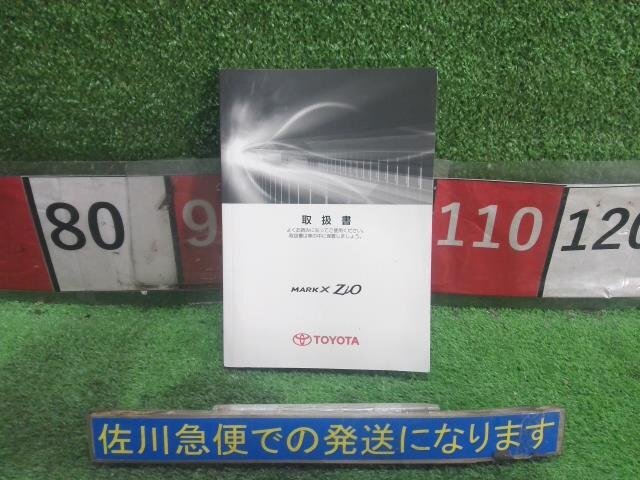 取扱書
よくお読みになってご使用ください。
取扱書は車の中に保管しましょう。
80
9
110
120
MARK X ZiO
TOYOTA
佐川急便での発送になります